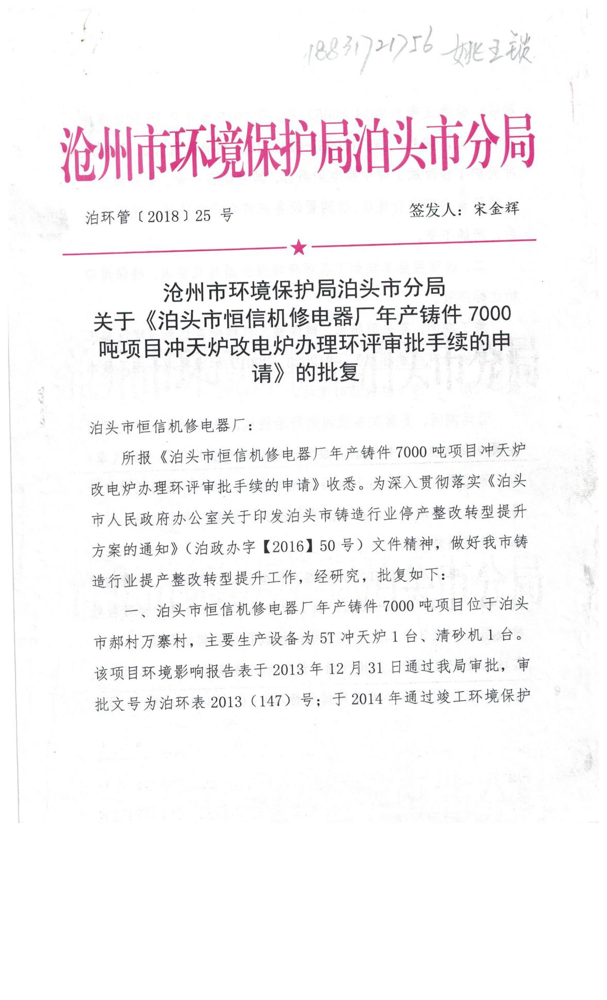 18831721756 姚王锁
沧州市环境保护局泊头市分局
泊环管〔2018〕25 号
签发人：宋金辉
沧州市环境保护局泊头市分局
关于《泊头市恒信机修电器厂年产铸件 7000
吨项目冲天炉改电炉办理环评审批手续的申
请》的批复
泊头市恒信机修电器厂：
所报《泊头市恒信机修电器厂年产铸件 7000 吨项目冲天炉
改电炉办理环评审批手续的申请》收悉。为深入贯彻落实《泊头
市人民政府办公室关于印发泊头市铸造行业停产整改转型提升
方案的通知》（泊政办字【2016】50 号）文件精神，做好我市铸
造行业提产整改转型提升工作，经研究，批复如下：
一、泊头市恒信机修电器厂年产铸件 7000 吨项目位于泊头
市郝村万寨村，主要生产设备为 5T 冲天炉 1 台、清砂机 1 台。
该项目环境影响报告表于 2013 年 12 月 31 日通过我局审批，审
批文号为泊环表 2013（147）号；于 2014 年通过竣工环境保护